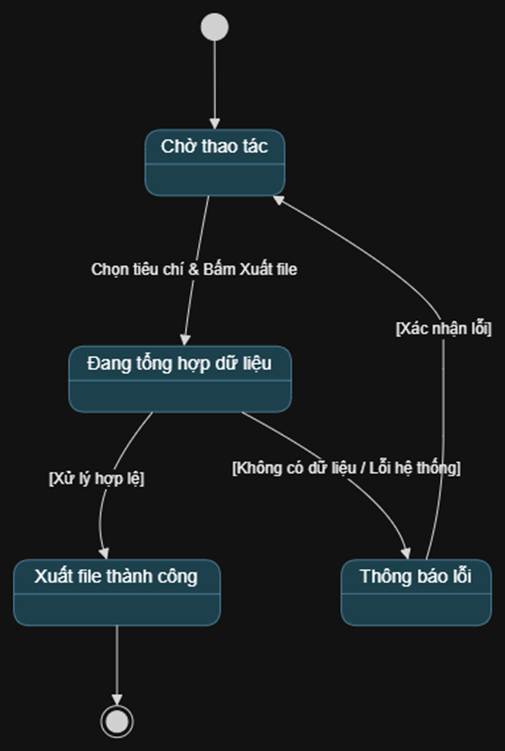 Chờ thao tác
Chọn tiêu chí & Bấm Xuất file
[Xác nhận lỗi]
Đang tổng hợp dữ liệu
[Xử lý hợp lệ]
[Không có dữ liệu / Lỗi hệ thống]
Xuất file thành công
Thông báo lỗi